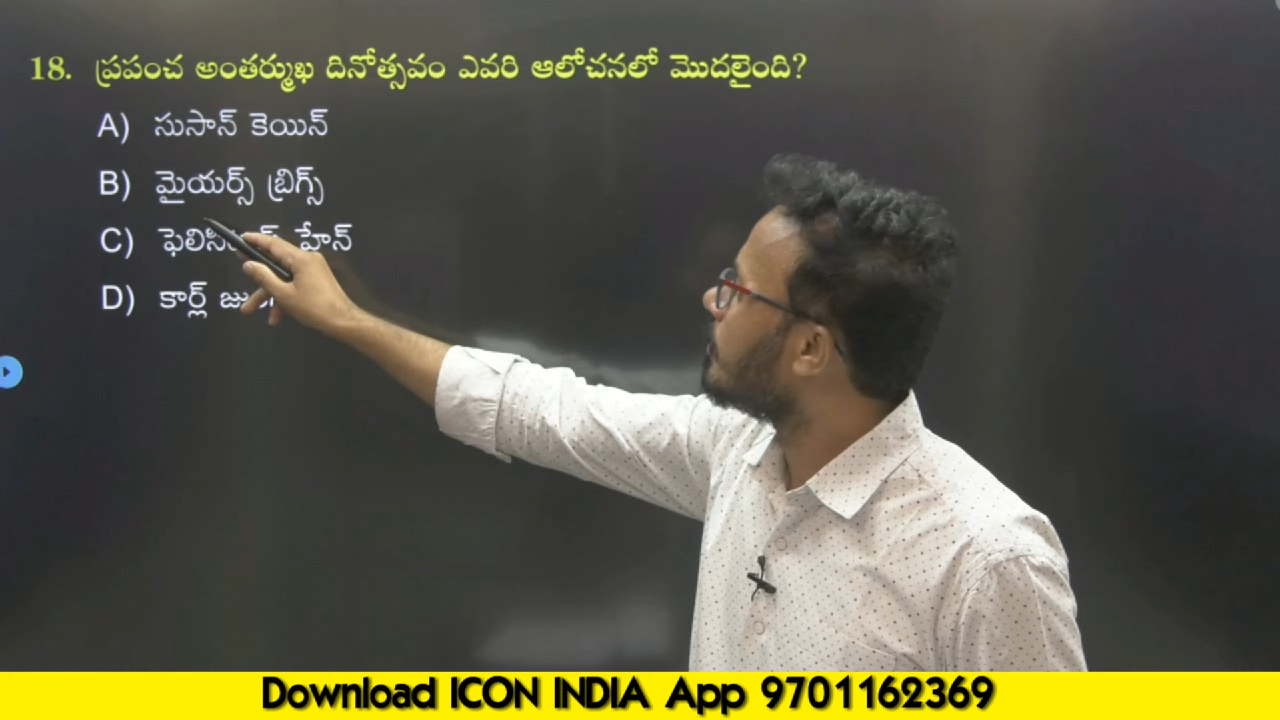 18. ప్రపంచ అంతర్ముఖ దినోత్సవం ఎవరి ఆలోచనలో మొదలైంది?
A) సుసాన్ కెయిన్
B) మైయర్స్ బ్రిగ్స్
C) హేన్
D) కార్ల్
Download ICON INDIA App 9701162369